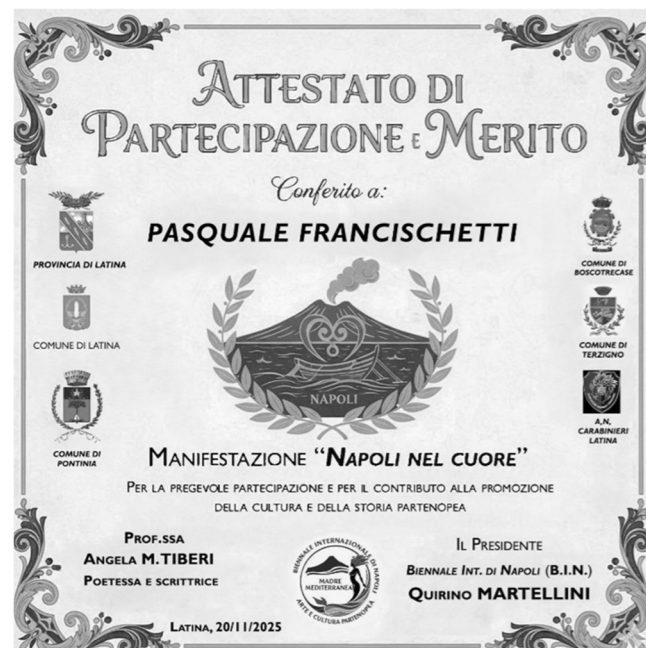 ATTESTATO DI
PARTECIPAZIONE E MERITO
Conferito a:
PASQUALE FRANCISCHETTI
PROVINCIA DI LATINA
COMUNE DI LATINA
COMUNE DI
PONTINIA
COMUNE DI
BOSCOTRECASE
COMUNE DI
TERZIGNO
A,N,
CARABINIERI
LATINA
NAPOLI
MANIFESTAZIONE “NAPOLI NEL CUORE”
PER LA PREGEVOLE PARTECIPAZIONE E PER IL CONTRIBUTO ALLA PROMOZIONE
DELLA CULTURA E DELLA STORIA PARTENOPEA
PROF.SSA
ANGELA M.TIBERI
POETESSA E SCRITTRICE
BIENNALE INTERNAZIONALE DI NAPOLI
MADRE
MEDITERRANEA
ARTE E CULTURA PARTENOPEA
IL PRESIDENTE
BIENNALE INT. DI NAPOLI (B.I.N.)
QUIRINO MARTELLINI
LATINA, 20/11/2025